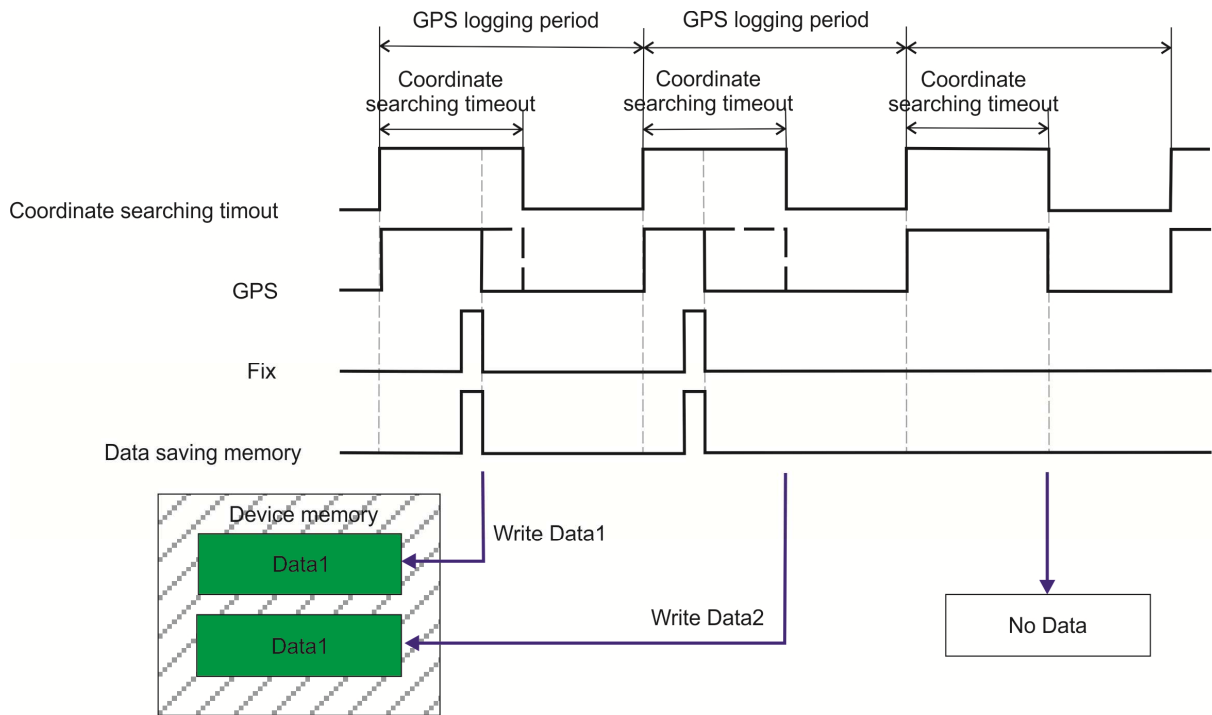 GPS logging period
GPS logging period
Coordinate
searching timeout
Coordinate
searching timeout
Coordinate
searching timeout
Coordinate searching timout
GPS
Fix
Data saving memory
Device memory
Data1
Write Data1
Data1
Write Data2
No Data